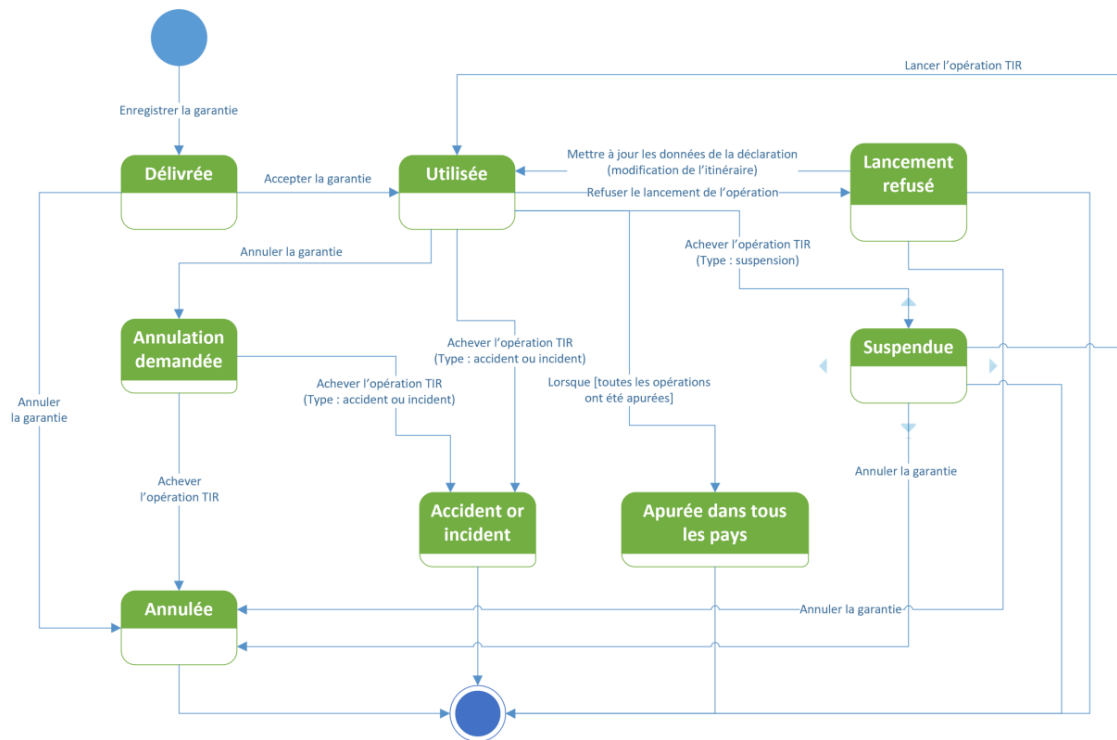 Lancer l'opération TIR
Enregistrer la garantie
Délivrée
Accepter la garantie
Utilisée
Mettre à jour les données de la déclaration
(modification de l'itinéraire)
Refuser le lancement de l'opération
Lancement
refusé
Annuler la garantie
Achever l'opération TIR
(Type : suspension)
Annulation
demandée
Achever l'opération TIR
(Type : accident ou incident)
Suspendue
Achever l'opération TIR
(Type : accident ou incident)
Lorsque [toutes les opérations
ont été apurées]
Annuler
la garantie
Annuler la garantie
Achever
l'opération TIR
Accident or
incident
Apurée dans tous
les pays
Annulée
Annuler la garantie